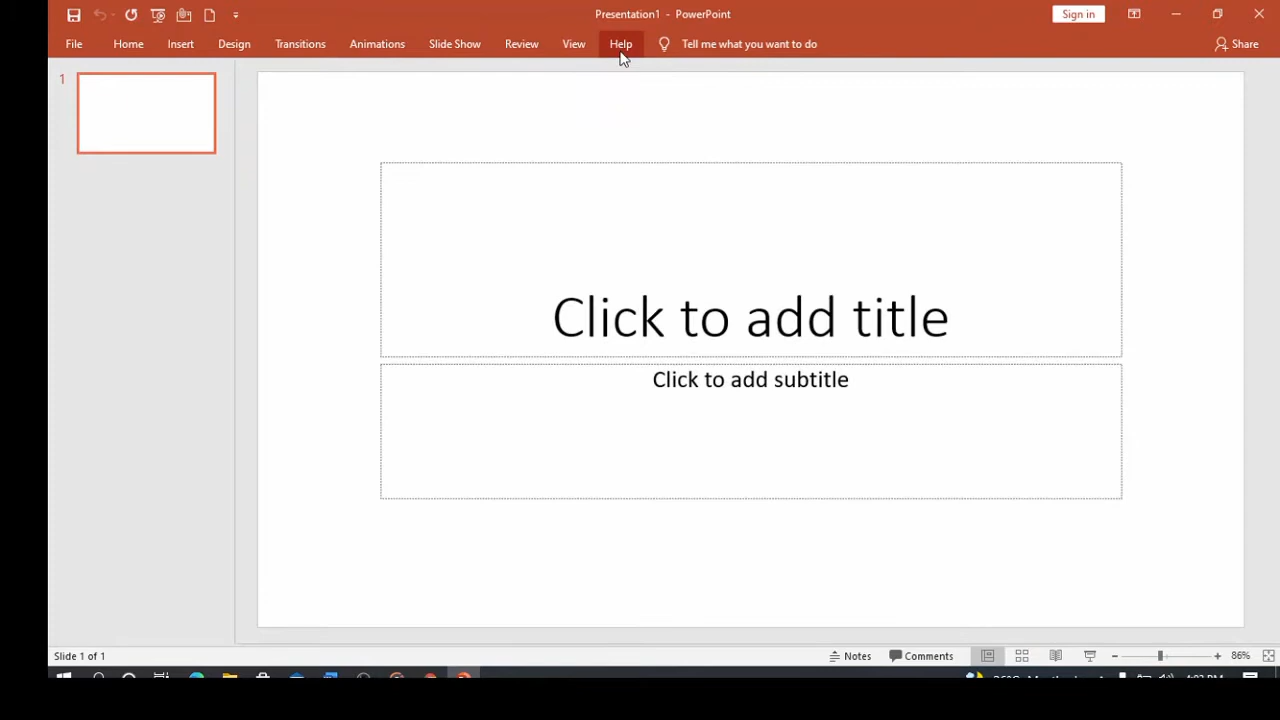 Presentation1 - PowerPoint
Sign in
File Home Insert Design Transitions Animations Slide Show Review View Help Tell me what you want to do Share
1
Click to add title
Click to add subtitle
Slide 1 of 1 Notes Comments 86%